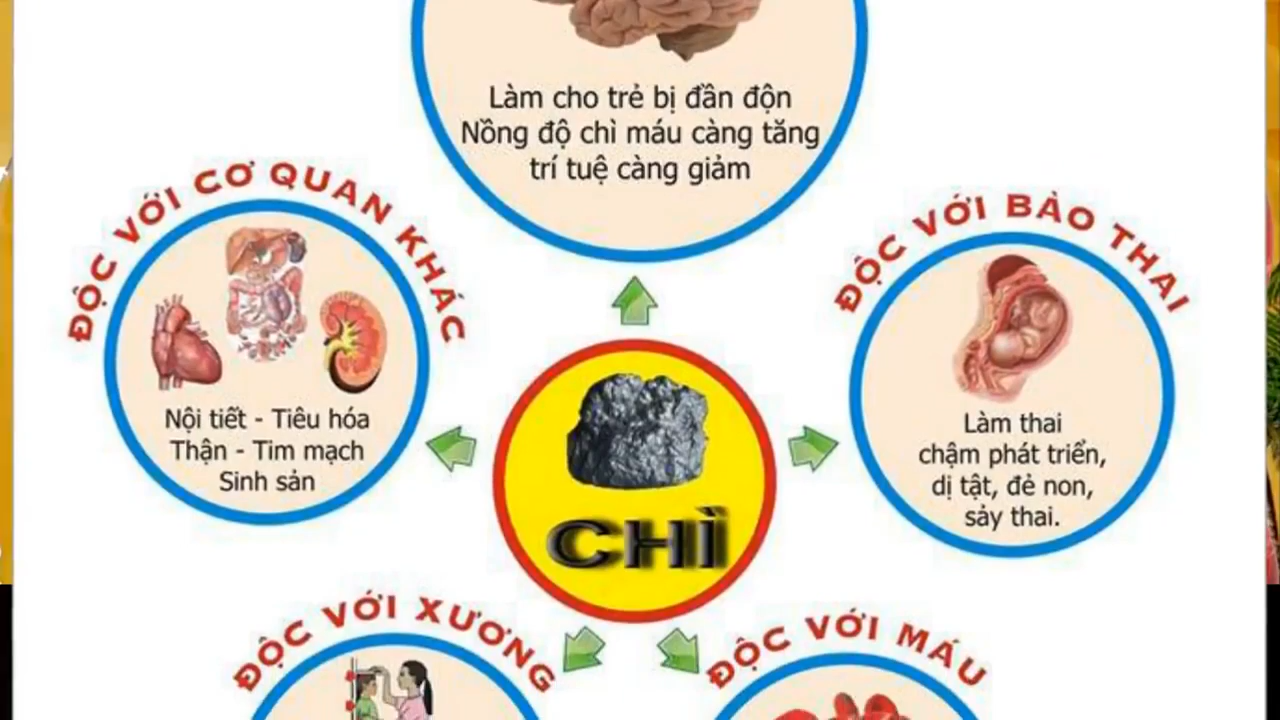 Làm cho trẻ bị đần độn
Nồng độ chì máu càng tăng
trí tuệ càng giảm
ĐỘC VỚI CƠ QUAN KHÁC
Nội tiết - Tiêu hóa
Thận - Tim mạch
Sinh sản
ĐỘC VỚI BÀO THAI
Làm thai
chậm phát triển,
dị tật, đẻ non,
sảy thai.
CHÌ
ĐỘC VỚI XƯƠNG
ĐỘC VỚI MÁU